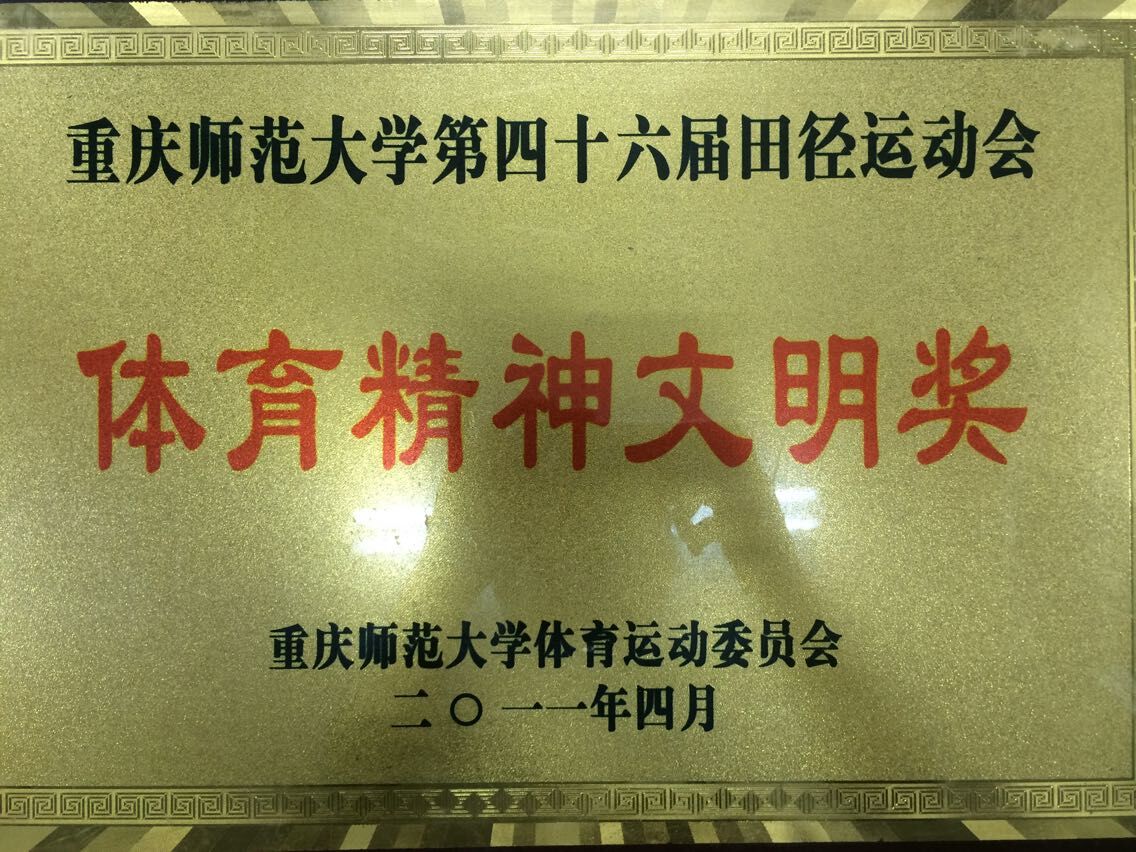 重庆师范大学第四十六届田径运动会
体育精神文明奖
重庆师范大学体育运动委员会
二〇一一年四月